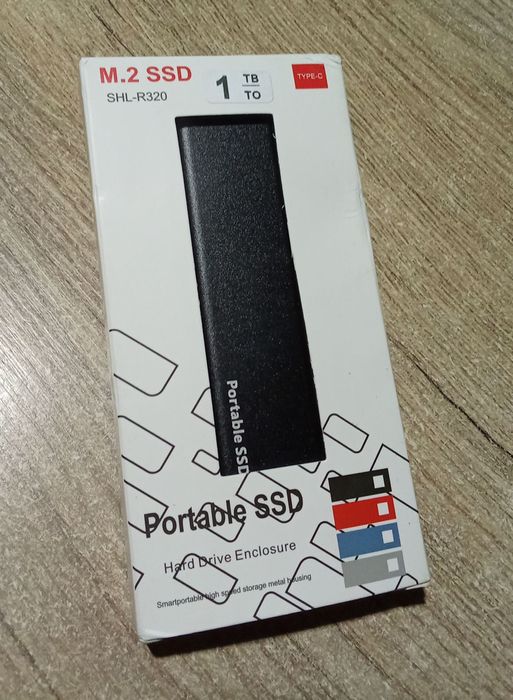 M.2 SSD
SHL-R320
1 TB
TO
TYPE-C
Portable SSD
Portable SSD
Hard Drive Enclosure
Smartportable high speed storage metal housing